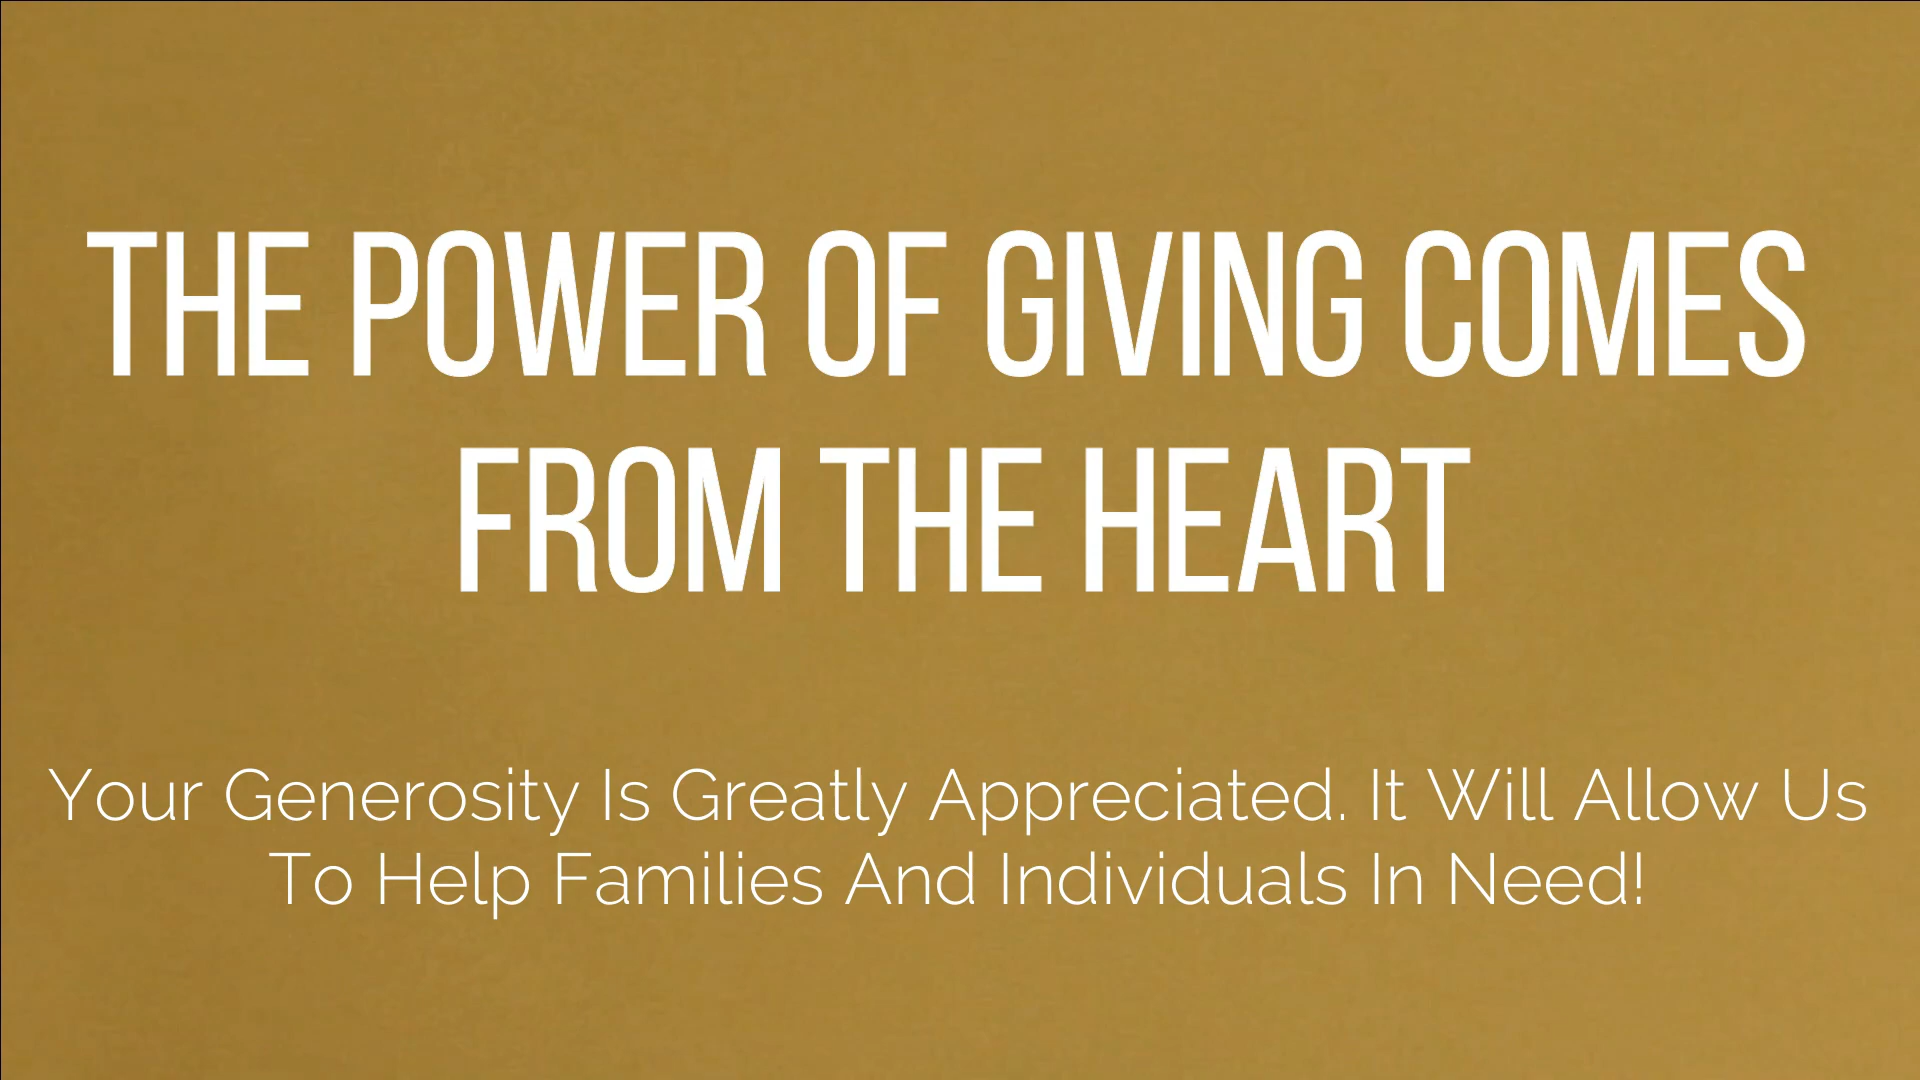 THE POWER OF GIVING COMES
FROM THE HEART
Your Generosity Is Greatly Appreciated. It Will Allow Us
To Help Families And Individuals In Need!